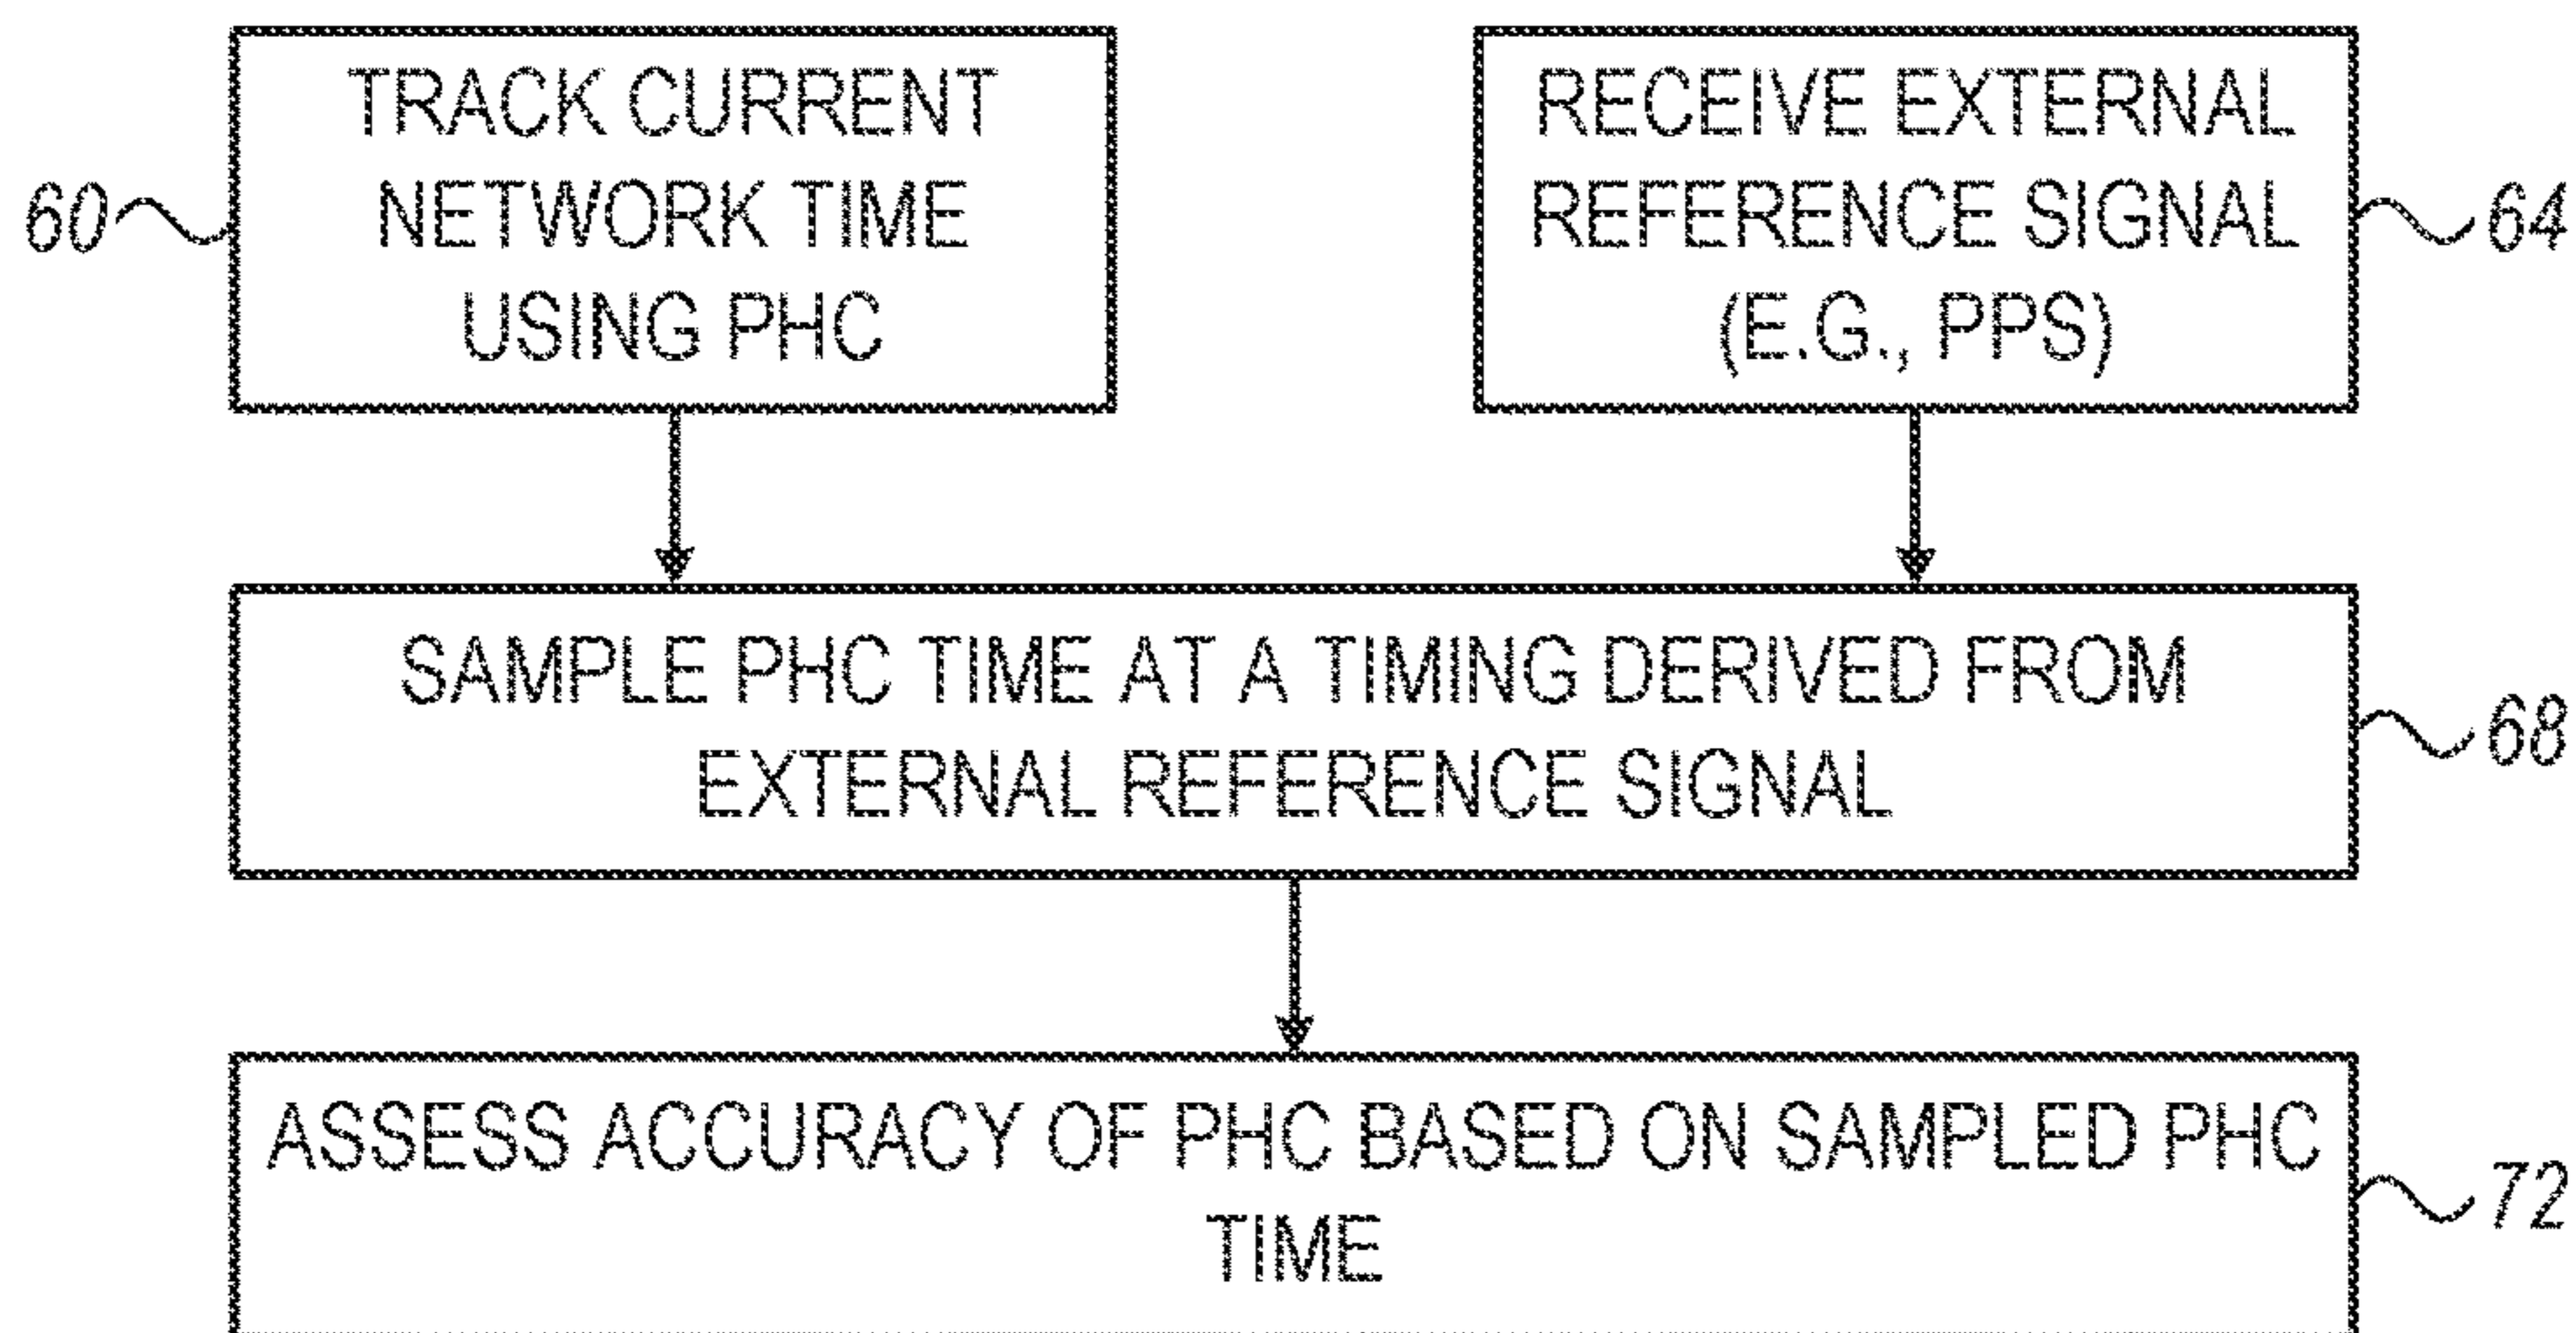 TRACK CURRENT
NETWORK TIME
USING PHC
60
RECEIVE EXTERNAL
REFERENCE SIGNAL
(E.G., PPS)
64
SAMPLE PHC TIME AT A TIMING DERIVED FROM
EXTERNAL REFERENCE SIGNAL
68
ASSESS ACCURACY OF PHC BASED ON SAMPLED PHC
TIME
72